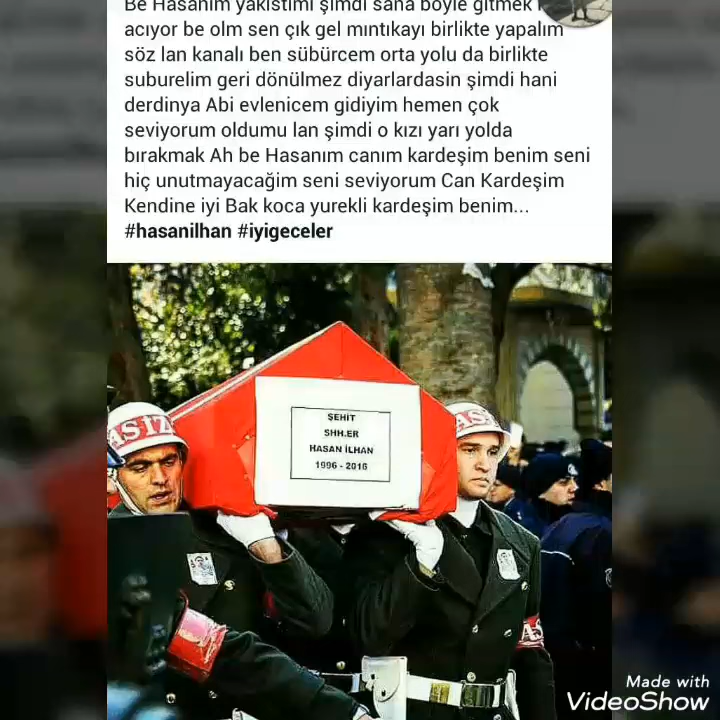 Be Hasanım yakıştımı şimdi sana böyle gitmek
acıyor be olm sen çık gel mıntıkayı birlikte yapalım
söz lan kanalı ben sübürcem orta yolu da birlikte
suburelim geri dönülmez diyarlardasin şimdi hani
derdinya Abi evlenicem gidiyim hemen çok
seviyorum oldumu lan şimdi o kızı yarı yolda
bırakmak Ah be Hasanım canım kardeşim benim seni
hiç unutmayacağim seni seviyorum Can Kardeşim
Kendine iyi Bak koca yurekli kardeşim benim...
#hasanilhan #iyigeceler
ASİZ
ŞEHİT
SHH.ER
HASAN İLHAN
1996 - 2016
ASİ
AS
Made with
VideoShow